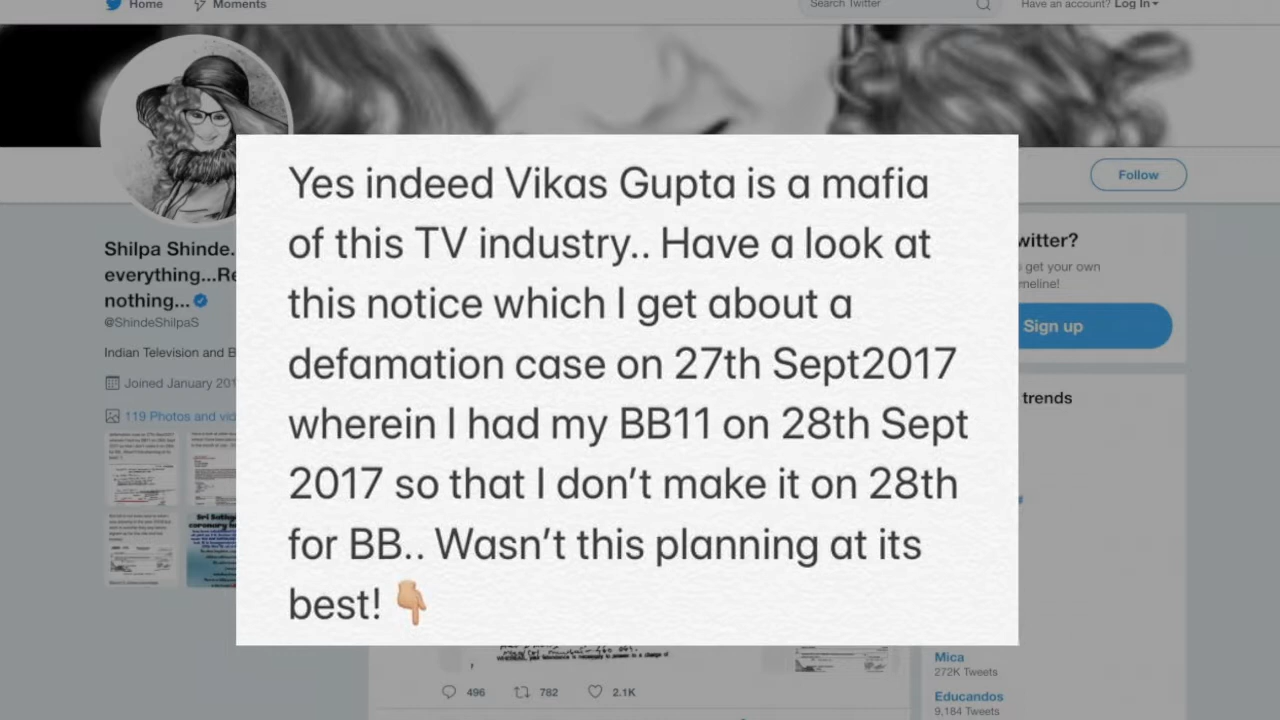 Home
Moments
Search Twitter
Have an account? Log In
Follow
Yes indeed Vikas Gupta is a mafia
of this TV industry.. Have a look at
this notice which I get about a
defamation case on 27th Sept2017
wherein I had my BB11 on 28th Sept
2017 so that I don’t make it on 28th
for BB.. Wasn’t this planning at its
best! 👇🏼
Shilpa Shinde.
everything...Re
nothing...
@ShindeShilpaS
Indian Television and B
Joined January 201
119 Photos and vid
witter?
get your own
meline!
Sign up
trends
Mica
272K Tweets
Educandos
9,184 Tweets
496
782
2.1K